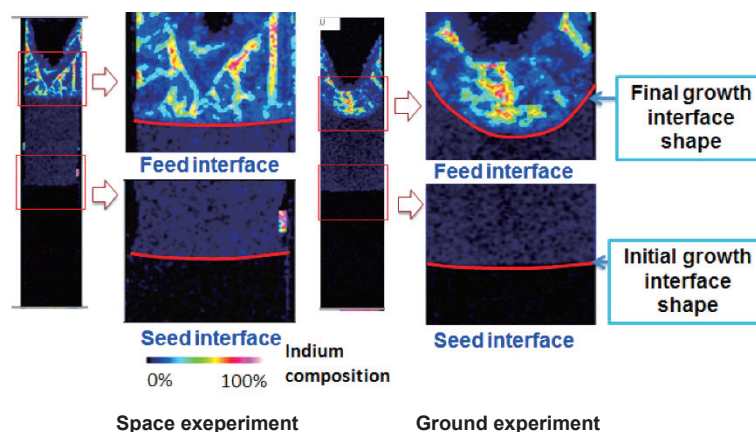 Final growth
interface
shape
Feed interface
Feed interface
Initial growth
interface
shape
Seed interface
Seed interface
0% 100%
Indium
composition
Space exeperiment
Ground experiment